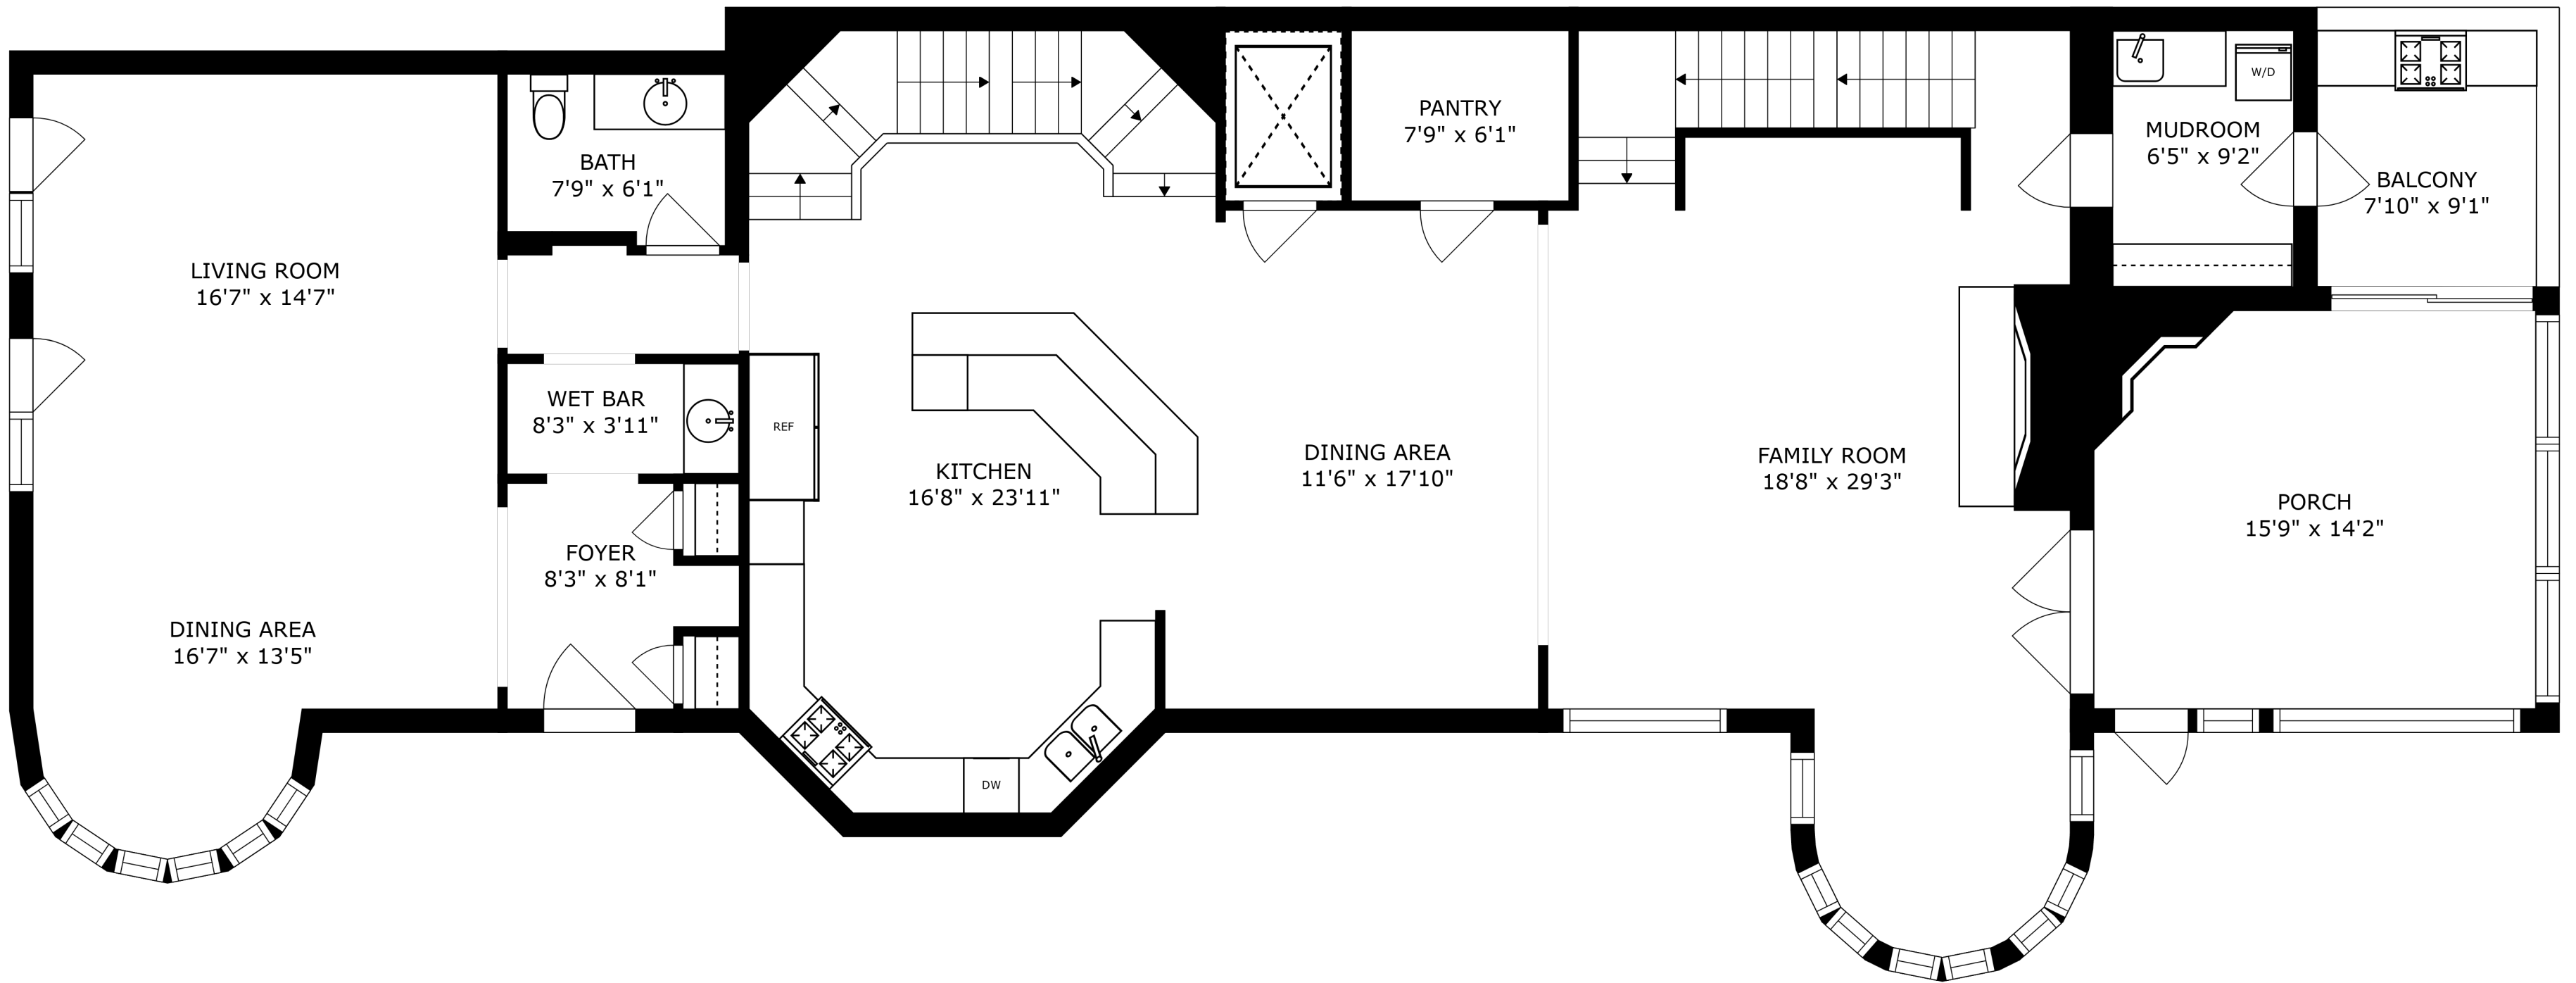 LIVING ROOM
16'7" x 14'7"
DINING AREA
16'7" x 13'5"
BATH
7'9" x 6'1"
WET BAR
8'3" x 3'11"
FOYER
8'3" x 8'1"
REF
KITCHEN
16'8" x 23'11"
DW
DINING AREA
11'6" x 17'10"
PANTRY
7'9" x 6'1"
FAMILY ROOM
18'8" x 29'3"
MUDROOM
6'5" x 9'2"
W/D
BALCONY
7'10" x 9'1"
PORCH
15'9" x 14'2"